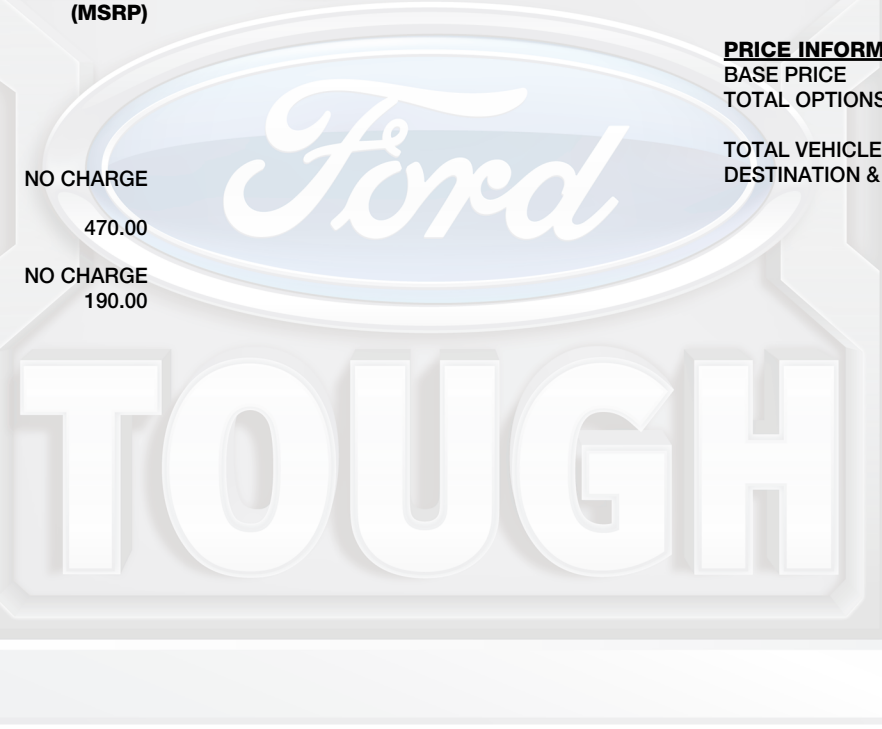 (MSRP)
NO CHARGE
470.00
NO CHARGE
190.00
PRICE INFORM
BASE PRICE
TOTAL OPTIONS
TOTAL VEHICLE
DESTINATION &
Ford
TOUGH